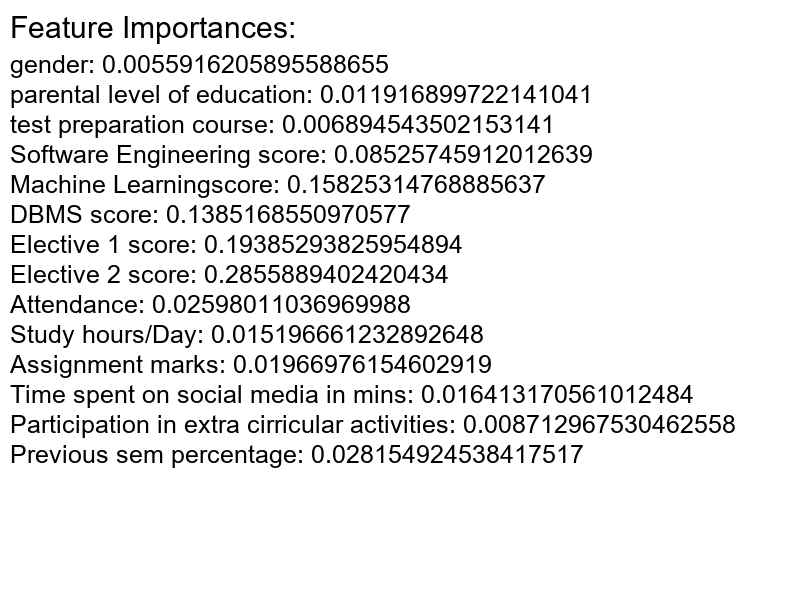 Feature Importances:
gender: 0.0055916205895588655
parental level of education: 0.011916899722141041
test preparation course: 0.006894543502153141
Software Engineering score: 0.08525745912012639
Machine Learningscore: 0.15825314768885637
DBMS score: 0.1385168550970577
Elective 1 score: 0.19385293825954894
Elective 2 score: 0.2855889402420434
Attendance: 0.02598011036969988
Study hours/Day: 0.015196661232892648
Assignment marks: 0.01966976154602919
Time spent on social media in mins: 0.016413170561012484
Participation in extra cirricular activities: 0.008712967530462558
Previous sem percentage: 0.028154924538417517